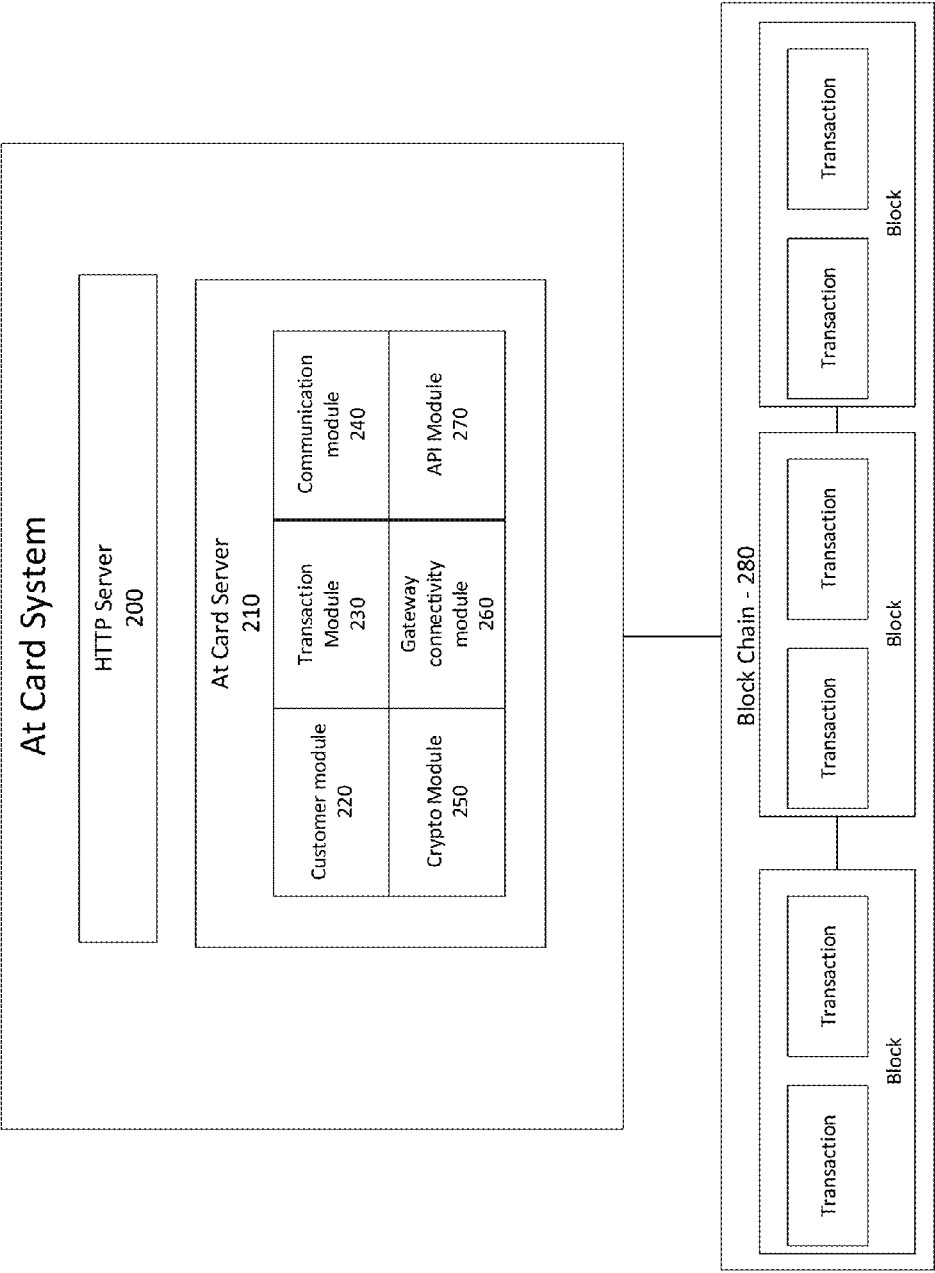 At Card System
HTTP Server
200
At Card Server
210
Customer module
220
Transaction
Module
230
Communication
module
240
Crypto Module
250
Gateway
connectivity
module
260
API Module
270
Block Chain - 280
Transaction
Transaction
Block
Transaction
Transaction
Block
Transaction
Transaction
Block